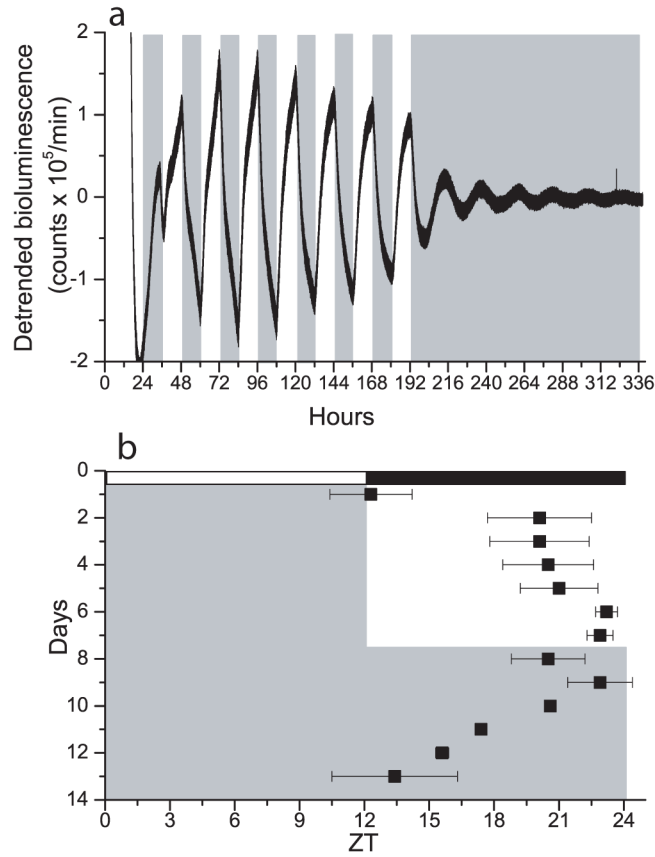 a
Detrended bioluminescence
(counts x 10⁵/min)
2
1
0
-1
-2
0 24 48 72 96 120 144 168 192 216 240 264 288 312 336
Hours
b
Days
0
2
4
6
8
10
12
14
0 3 6 9 12 15 18 21 24
ZT